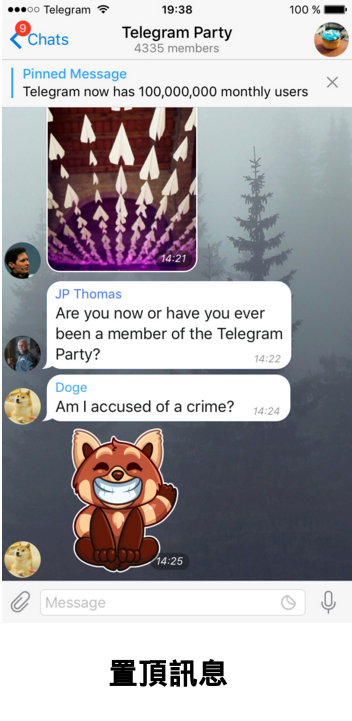 Telegram 19:38 100 %
9
Chats
Telegram Party
4335 members
Pinned Message
Telegram now has 100,000,000 monthly users
14:21
JP Thomas
Are you now or have you ever
been a member of the Telegram
Party?
14:22
Doge
Am I accused of a crime? 14:24
14:25
Message
置頂訊息